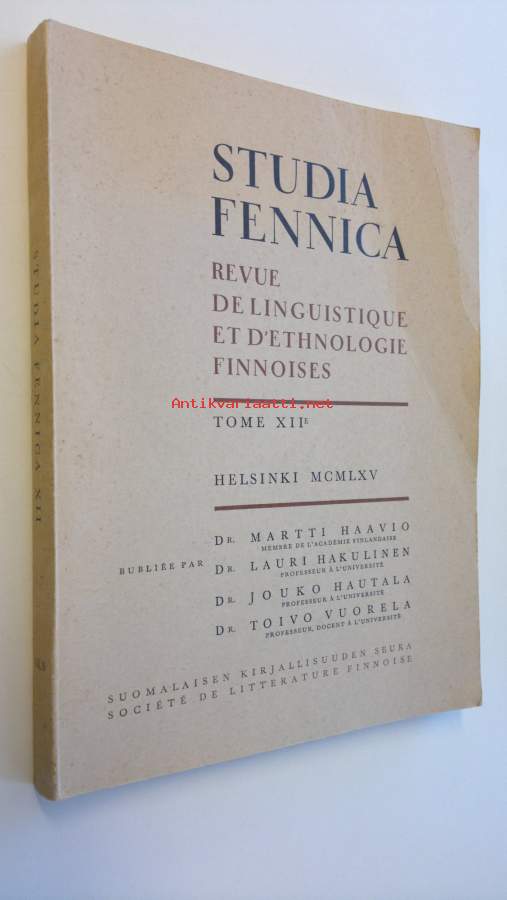 STUDIA
FENNICA
REVUE
DE LINGUISTIQUE
ET D'ETHNOLOGIE
FINNOISES
Antikvariaatti.net
TOME XIIE
HELSINKI MCMLXV
BUBLIÉE PAR
DR. MARTTI HAAVIO
MEMBRE DE L'ACADÉMIE FINLANDAISE
DR. LAURI HAKULINEN
PROFESSEUR À L'UNIVERSITÉ
DR. JOUKO HAUTALA
PROFESSEUR À L'UNIVERSITÉ
DR. TOIVO VUORELA
PROFESSEUR, DOCENT À L'UNIVERSITÉ
SUOMALAISEN KIRJALLISUUDEN SEURA
SOCIÉTÉ DE LITTÉRATURE FINNOISE
STUDIA FENNICA XII